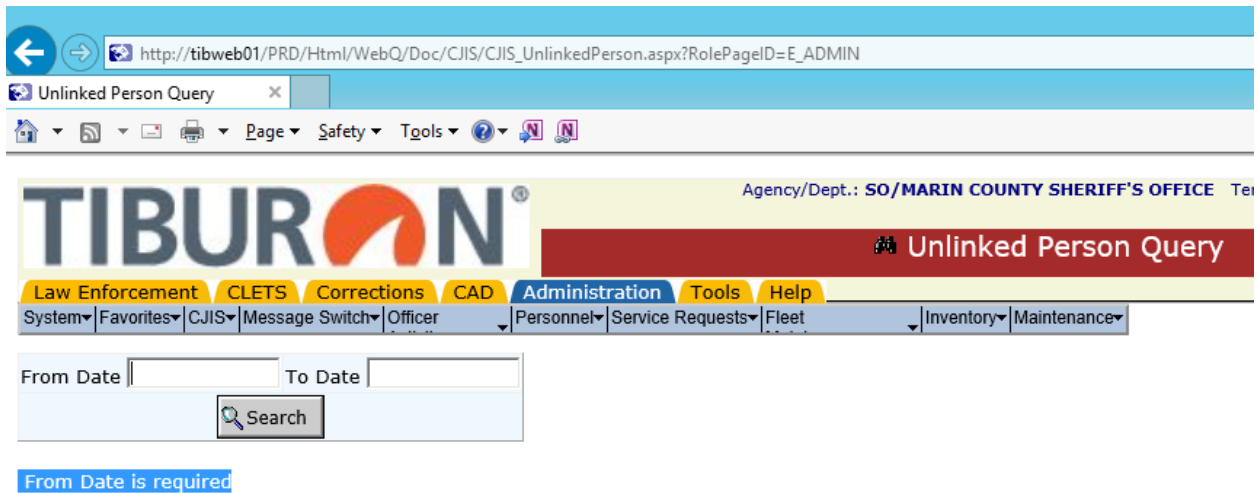 http://tibweb01/PRD/Html/WebQ/Doc/CJIS/CJIS_UnlinkedPerson.aspx?RolePageID=E_ADMIN
Unlinked Person Query
Page Safety Tools
TIBURON®
Agency/Dept.: SO/MARIN COUNTY SHERIFF'S OFFICE
Unlinked Person Query
Law Enforcement CLETS Corrections CAD Administration Tools Help
System Favorites CJIS Message Switch Officer Personnel Service Requests Fleet Inventory Maintenance
From Date To Date
Search
From Date is required